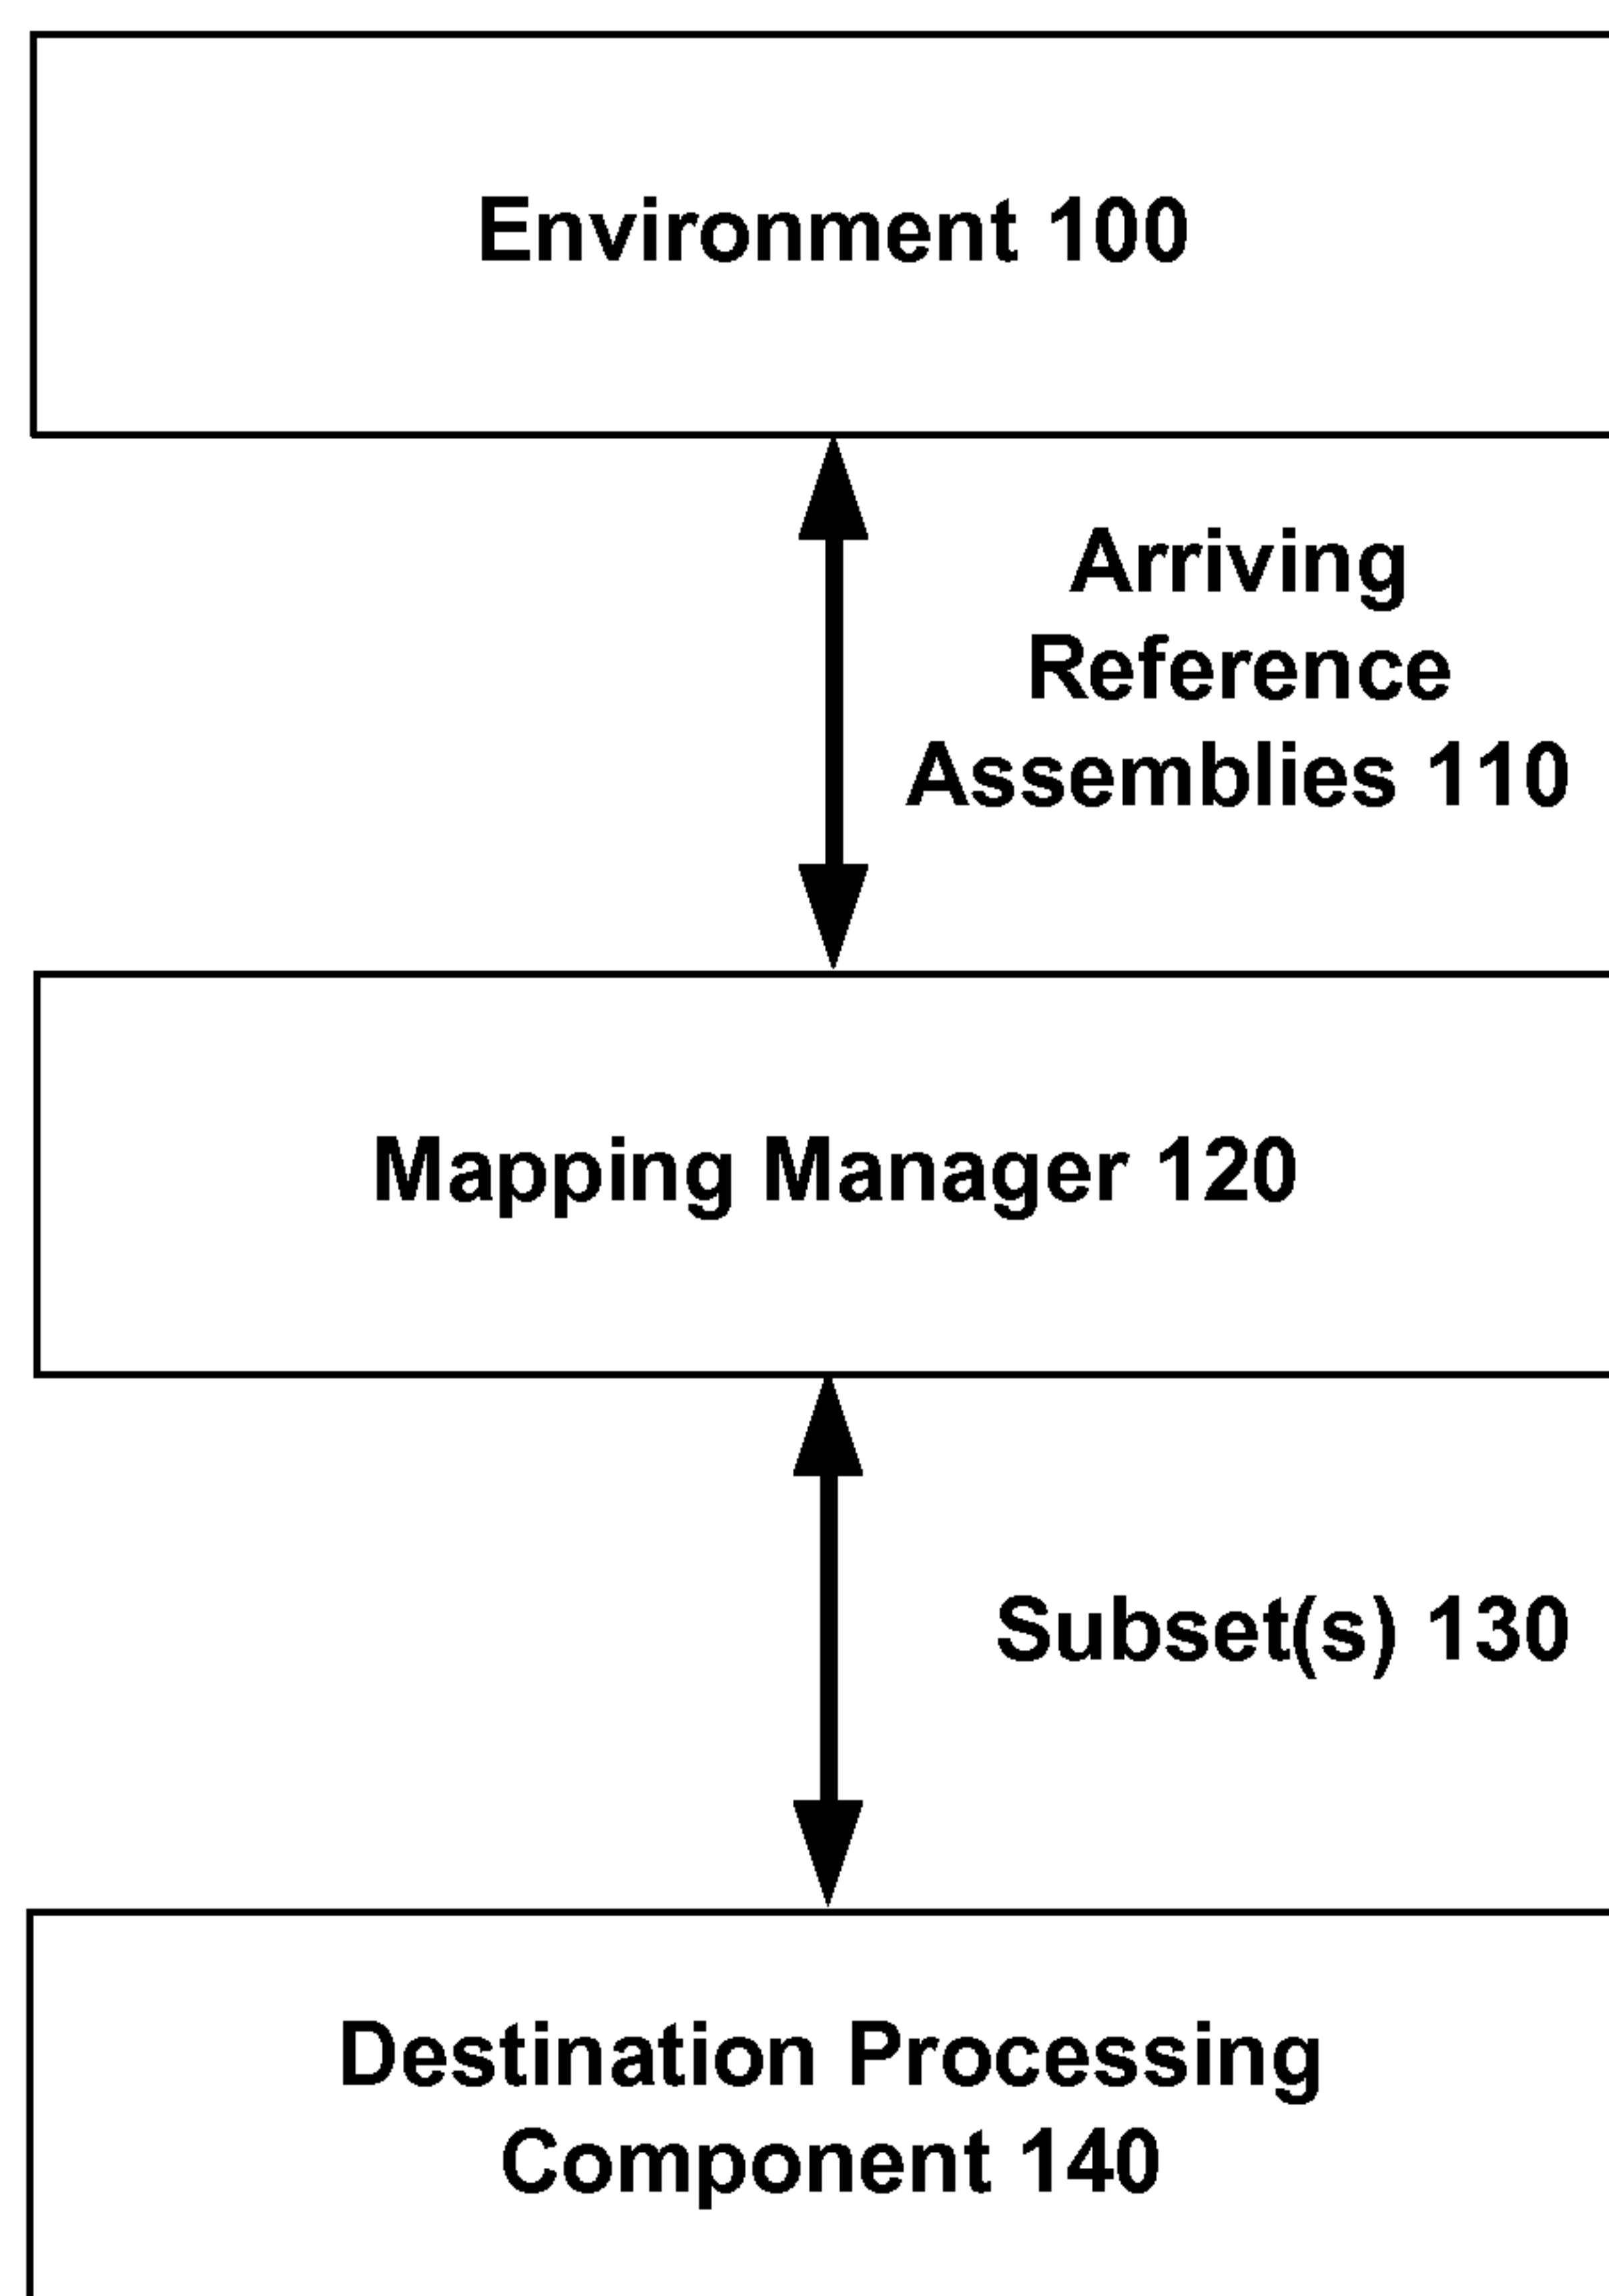 Environment 100
Arriving
Reference
Assemblies 110
Mapping Manager 120
Subset(s) 130
Destination Processing
Component 140